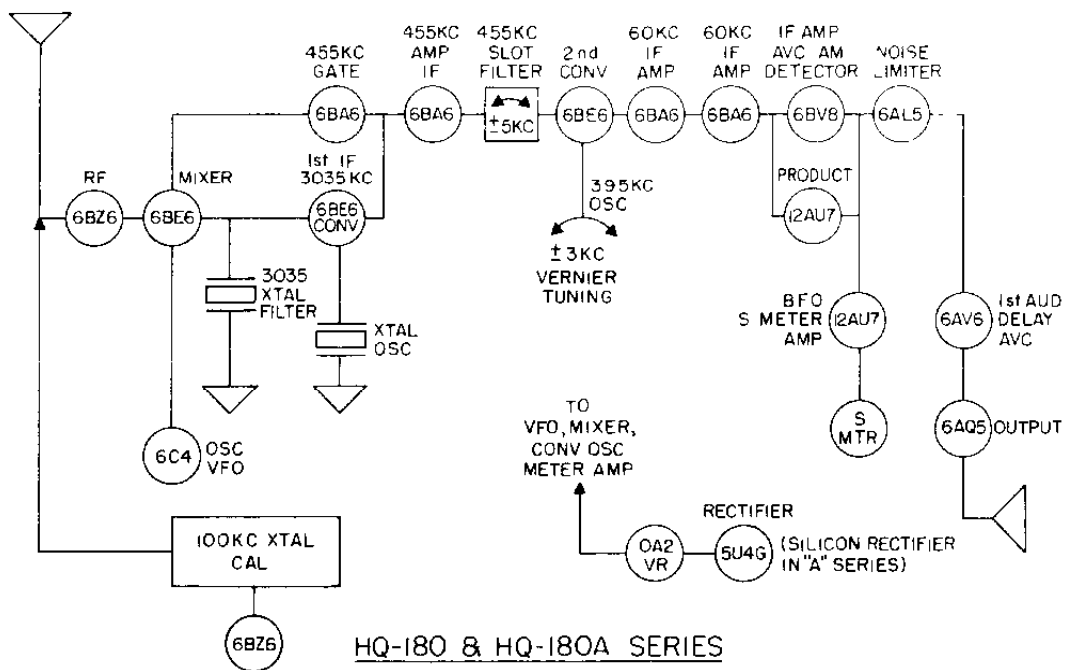 455KC
GATE
6BA6
455KC
AMP
IF
6BA6
455KC
SLOT
FILTER
±5KC
2nd
CONV
6BE6
60KC
IF
AMP
6BA6
60KC
IF
AMP
6BA6
IF AMP
AVC AM
DETECTOR
6BV8
NOISE
LIMITER
6AL5
RF
6BZ6
MIXER
6BE6
1st IF
3035KC
6BE6
CONV
395KC
OSC
±3KC
VERNIER
TUNING
PRODUCT
12AU7
3035
XTAL
FILTER
XTAL
OSC
BFO
S METER
AMP
12AU7
S
MTR
6AV6
1st AUD
DELAY
AVC
6AQ5
OUTPUT
6C4
OSC
VFO
TO
VFO, MIXER,
CONV OSC
METER AMP
RECTIFIER
OA2
VR
5U4G
(SILICON RECTIFIER
IN "A" SERIES)
100KC XTAL
CAL
6BZ6
HQ-180 & HQ-180A SERIES